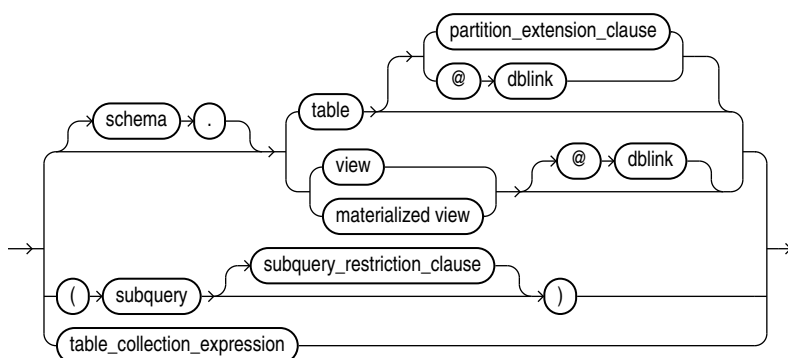 partition_extension_clause
@ dblink
schema . table
view @ dblink
materialized view
subquery_restriction_clause
( subquery )
table_collection_expression